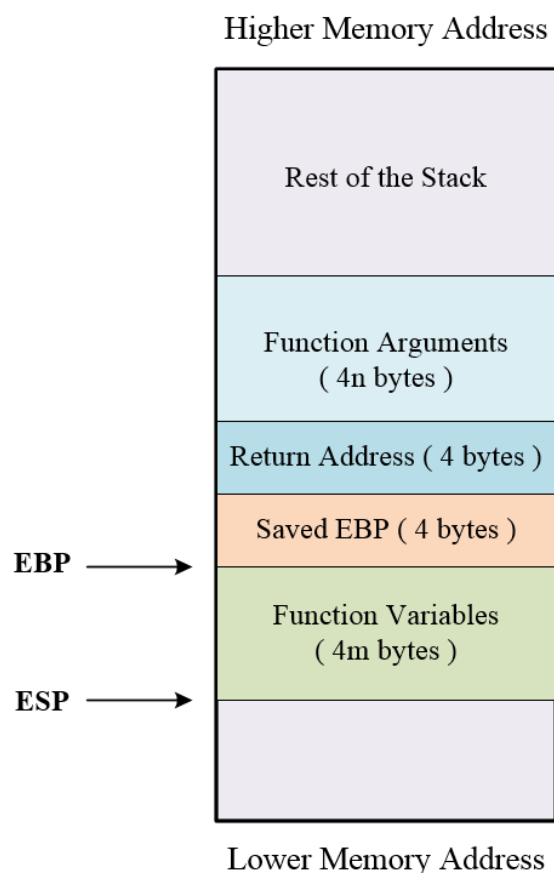 Higher Memory Address
Rest of the Stack
Function Arguments
( 4n bytes )
Return Address ( 4 bytes )
Saved EBP ( 4 bytes )
EBP
Function Variables
( 4m bytes )
ESP
Lower Memory Address